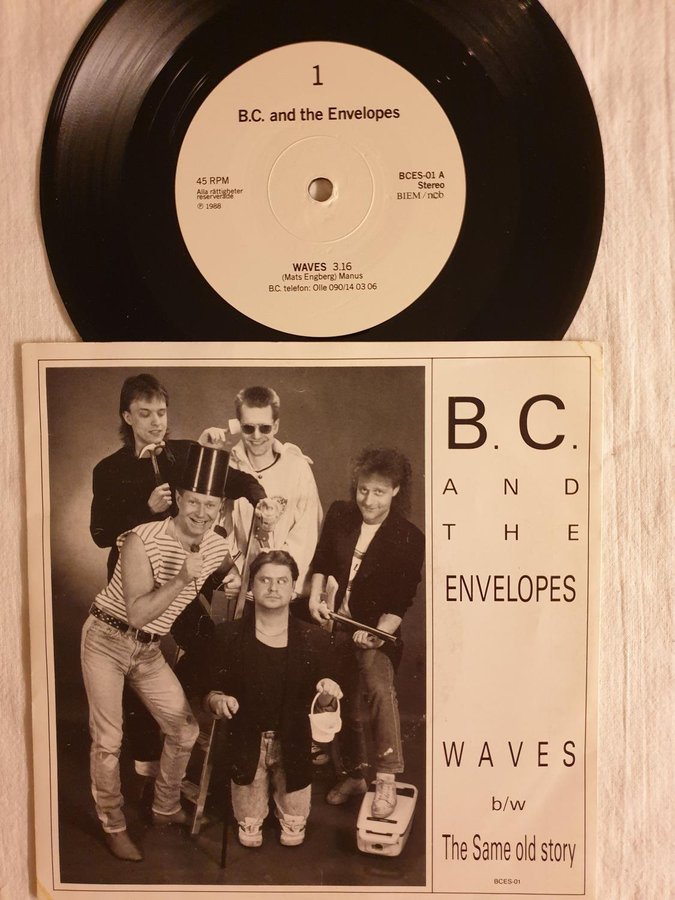 1
B.C. and the Envelopes
45 RPM
Alla rättigheter
reserverade
℗ 1988
BCES-01 A
Stereo
BIEM/ncb
WAVES 3.16
(Mats Engberg) Manus
B.C. telefon: Olle 090/14 03 06
B. C.
AND
THE
ENVELOPES
WAVES
b/w
The Same old story
BCES-01